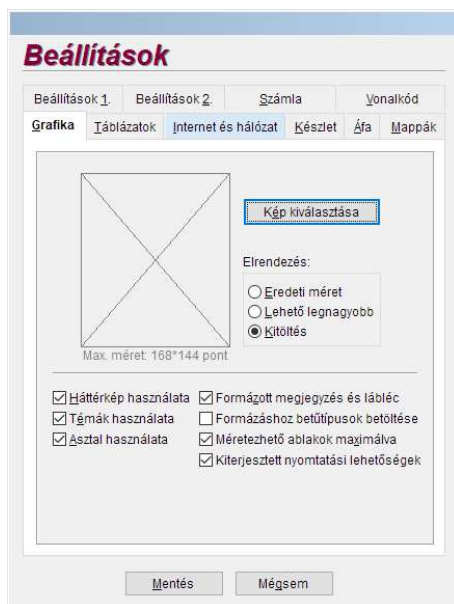 Beállítások
Beállítások 1. Beállítások 2. Számla Vonalkód
Grafika Táblázatok Internet és hálózat Készlet Áfa Mappák
Kép kiválasztása
Elrendezés:
Eredeti méret
Lehető legnagyobb
Kitöltés
Max. méret: 168*144 pont
Háttérkép használata Formázott megjegyzés és lábléc
Témák használata Formázáshoz betűtípusok betöltése
Asztal használata Méretezhető ablakok maximálva
Kiterjesztett nyomtatási lehetőségek
Mentés Mégsem